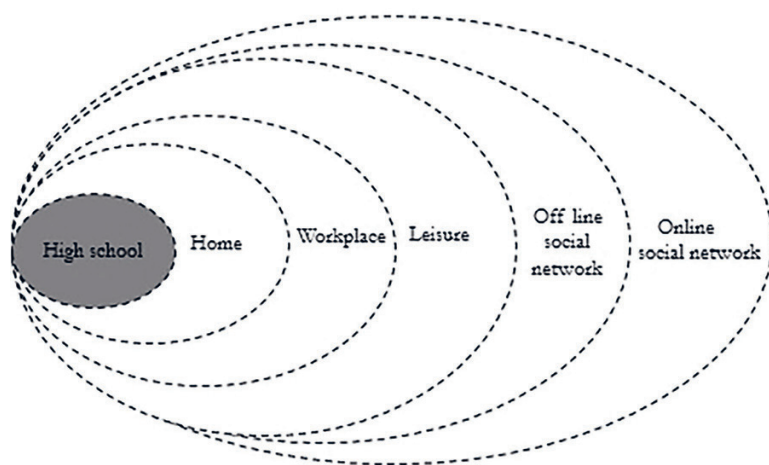 High school
Home
Workplace
Leisure
Off line
social
network
Online
social network